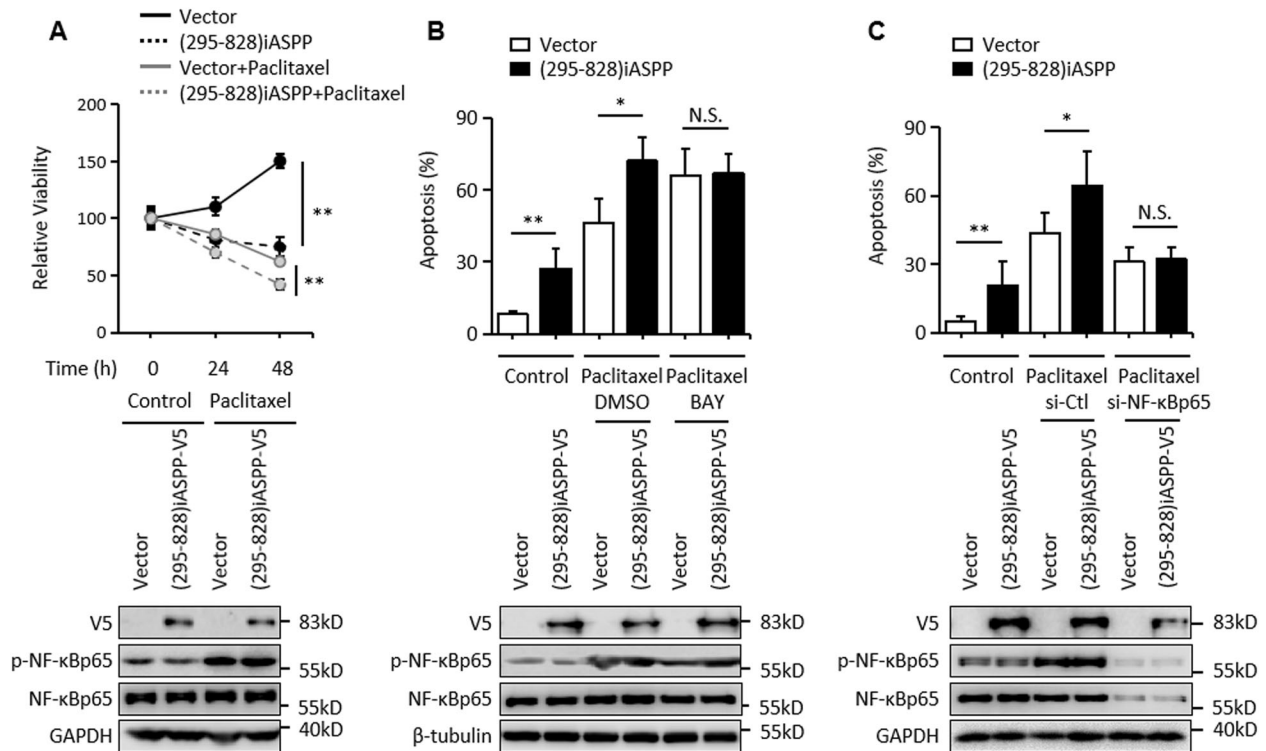 A
Vector
(295-828)iASPP
Vector+Paclitaxel
(295-828)iASPP+Paclitaxel
200
150
100
50
0
Relative Viability
**
**
Time (h) 0 24 48
Control Paclitaxel
Vector
(295-828)iASPP-V5
Vector
(295-828)iASPP-V5
V5 83kD
p-NF-κBp65 55kD
NF-κBp65 55kD
GAPDH 40kD
B
Vector
(295-828)iASPP
90
60
30
0
Apoptosis (%)
**
*
N.S.
Control Paclitaxel Paclitaxel
DMSO BAY
Vector
(295-828)iASPP-V5
Vector
(295-828)iASPP-V5
Vector
(295-828)iASPP-V5
V5 83kD
p-NF-κBp65 55kD
NF-κBp65 55kD
β-tubulin 55kD
C
Vector
(295-828)iASPP
90
60
30
0
Apoptosis (%)
**
*
N.S.
Control Paclitaxel Paclitaxel
si-Ctl si-NF-κBp65
Vector
(295-828)iASPP-V5
Vector
(295-828)iASPP-V5
Vector
(295-828)iASPP-V5
V5 83kD
p-NF-κBp65 55kD
NF-κBp65 55kD
GAPDH 40kD